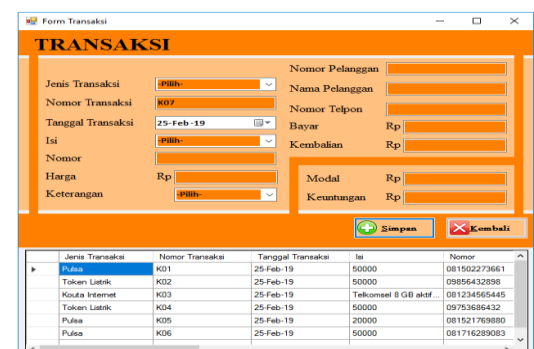 Form Transaksi
TRANSAKSI
Jenis Transaksi -Pilih-
Nomor Transaksi K07
Tanggal Transaksi 25-Feb-19
Isi -Pilih-
Nomor
Harga Rp
Keterangan -Pilih-
Nomor Pelanggan
Nama Pelanggan
Nomor Telpon
Bayar Rp
Kembalian Rp
Modal Rp
Keuntungan Rp
Simpan Kembali
Jenis Transaksi Nomor Transaksi Tanggal Transaksi Isi Nomor
Pulsa K01 25-Feb-19 50000 081502273661
Token Listrik K02 25-Feb-19 50000 09856432898
Kouta Internet K03 25-Feb-19 Telkomsel 8 GB aktif... 081234565445
Token Listrik K04 25-Feb-19 50000 09753686432
Pulsa K05 25-Feb-19 20000 081521769880
Pulsa K06 25-Feb-19 50000 081716289083